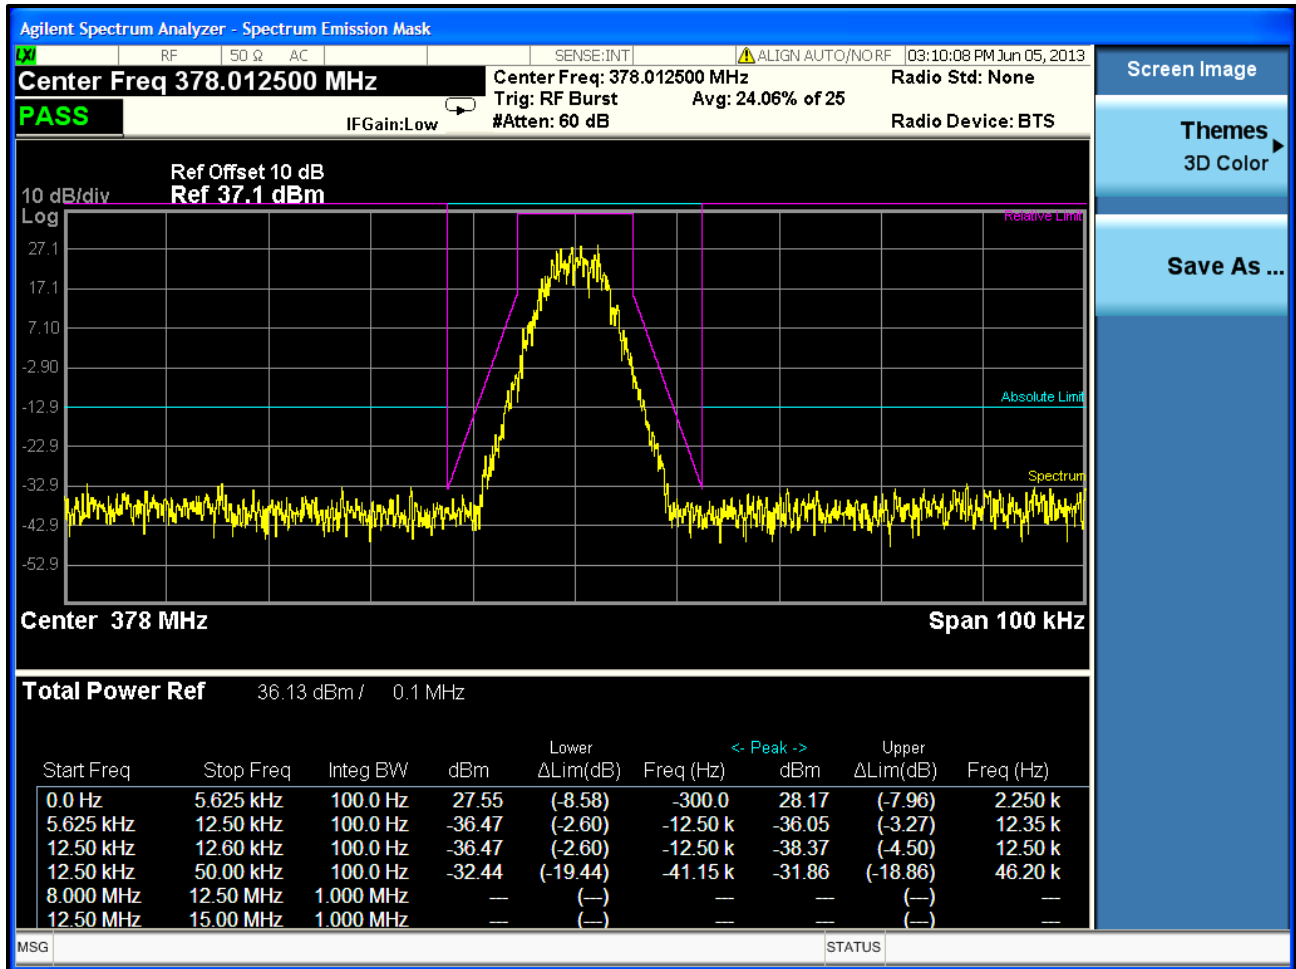 Agilent Spectrum Analyzer - Spectrum Emission Mask
LXI RF 50 Ω AC SENSE:INT ALIGN AUTO/NO RF 03:10:08 PM Jun 05, 2013
Center Freq 378.012500 MHz Center Freq: 378.012500 MHz Radio Std: None
Trig: RF Burst Avg: 24.06% of 25
PASS IFGain:Low #Atten: 60 dB Radio Device: BTS
Ref Offset 10 dB
10 dB/div Ref 37.1 dBm
Log
Relative Limit
27.1
17.1
7.10
-2.90
Absolute Limit
-12.9
-22.9
Spectrum
-32.9
-42.9
-52.9
Center 378 MHz Span 100 kHz
Total Power Ref 36.13 dBm / 0.1 MHz
Lower <- Peak -> Upper
Start Freq Stop Freq Integ BW dBm ΔLim(dB) Freq (Hz) dBm ΔLim(dB) Freq (Hz)
0.0 Hz 5.625 kHz 100.0 Hz 27.55 (-8.58) -300.0 28.17 (-7.96) 2.250 k
5.625 kHz 12.50 kHz 100.0 Hz -36.47 (-2.60) -12.50 k -36.05 (-3.27) 12.35 k
12.50 kHz 12.60 kHz 100.0 Hz -36.47 (-2.60) -12.50 k -38.37 (-4.50) 12.50 k
12.50 kHz 50.00 kHz 100.0 Hz -32.44 (-19.44) -41.15 k -31.86 (-18.86) 46.20 k
8.000 MHz 12.50 MHz 1.000 MHz --- (---) --- --- (---) ---
12.50 MHz 15.00 MHz 1.000 MHz --- (---) --- --- (---) ---
MSG STATUS
Screen Image
Themes
3D Color
Save As ...